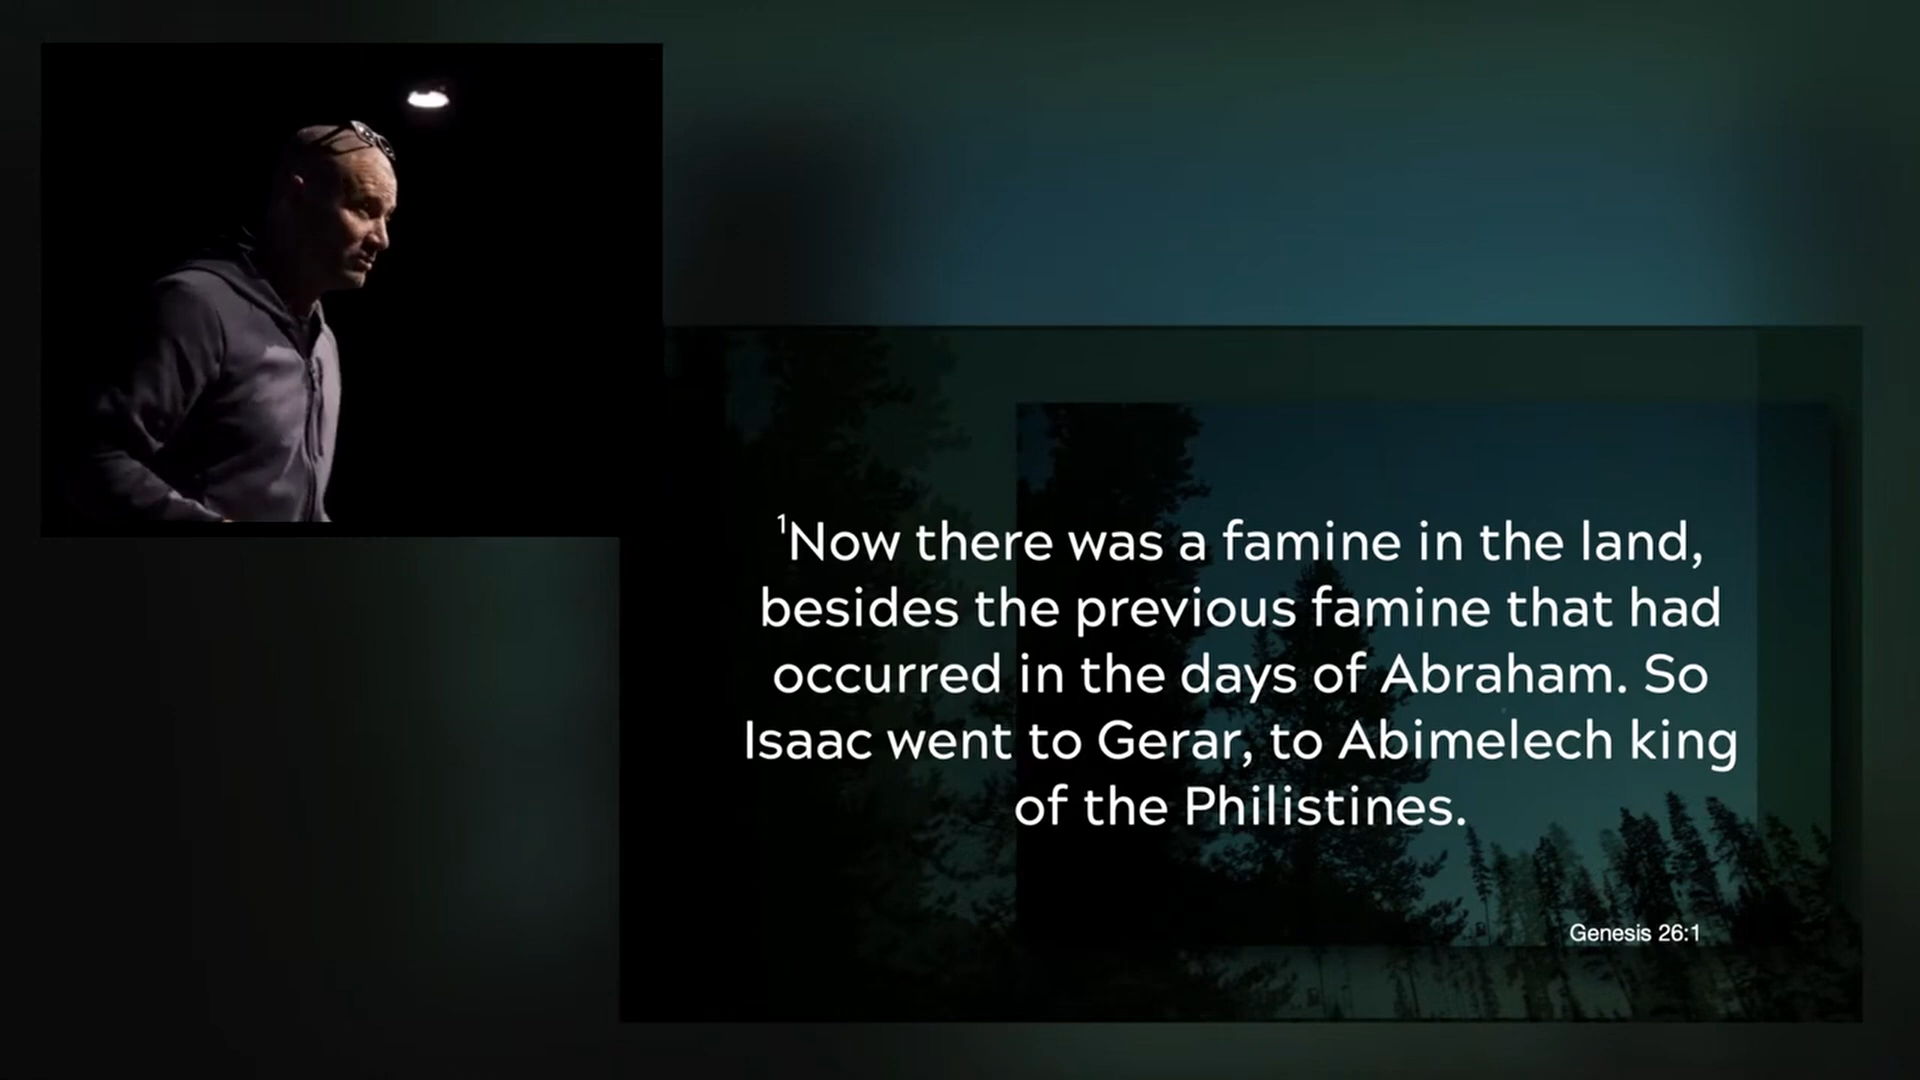 ¹Now there was a famine in the land,
besides the previous famine that had
occurred in the days of Abraham. So
Isaac went to Gerar, to Abimelech king
of the Philistines.
Genesis 26:1